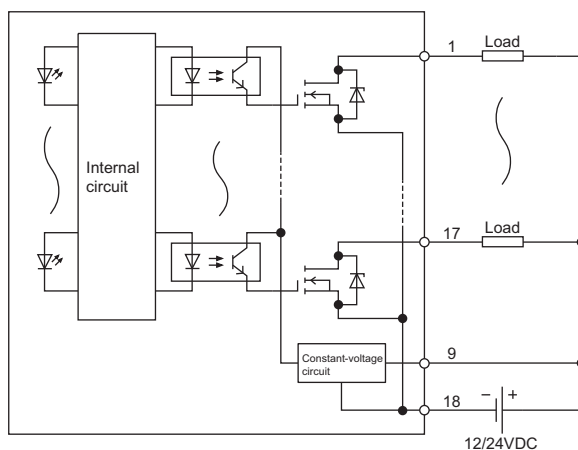 1
Load
Internal
circuit
17
Load
Constant-voltage
circuit
9
18
− +
12/24VDC